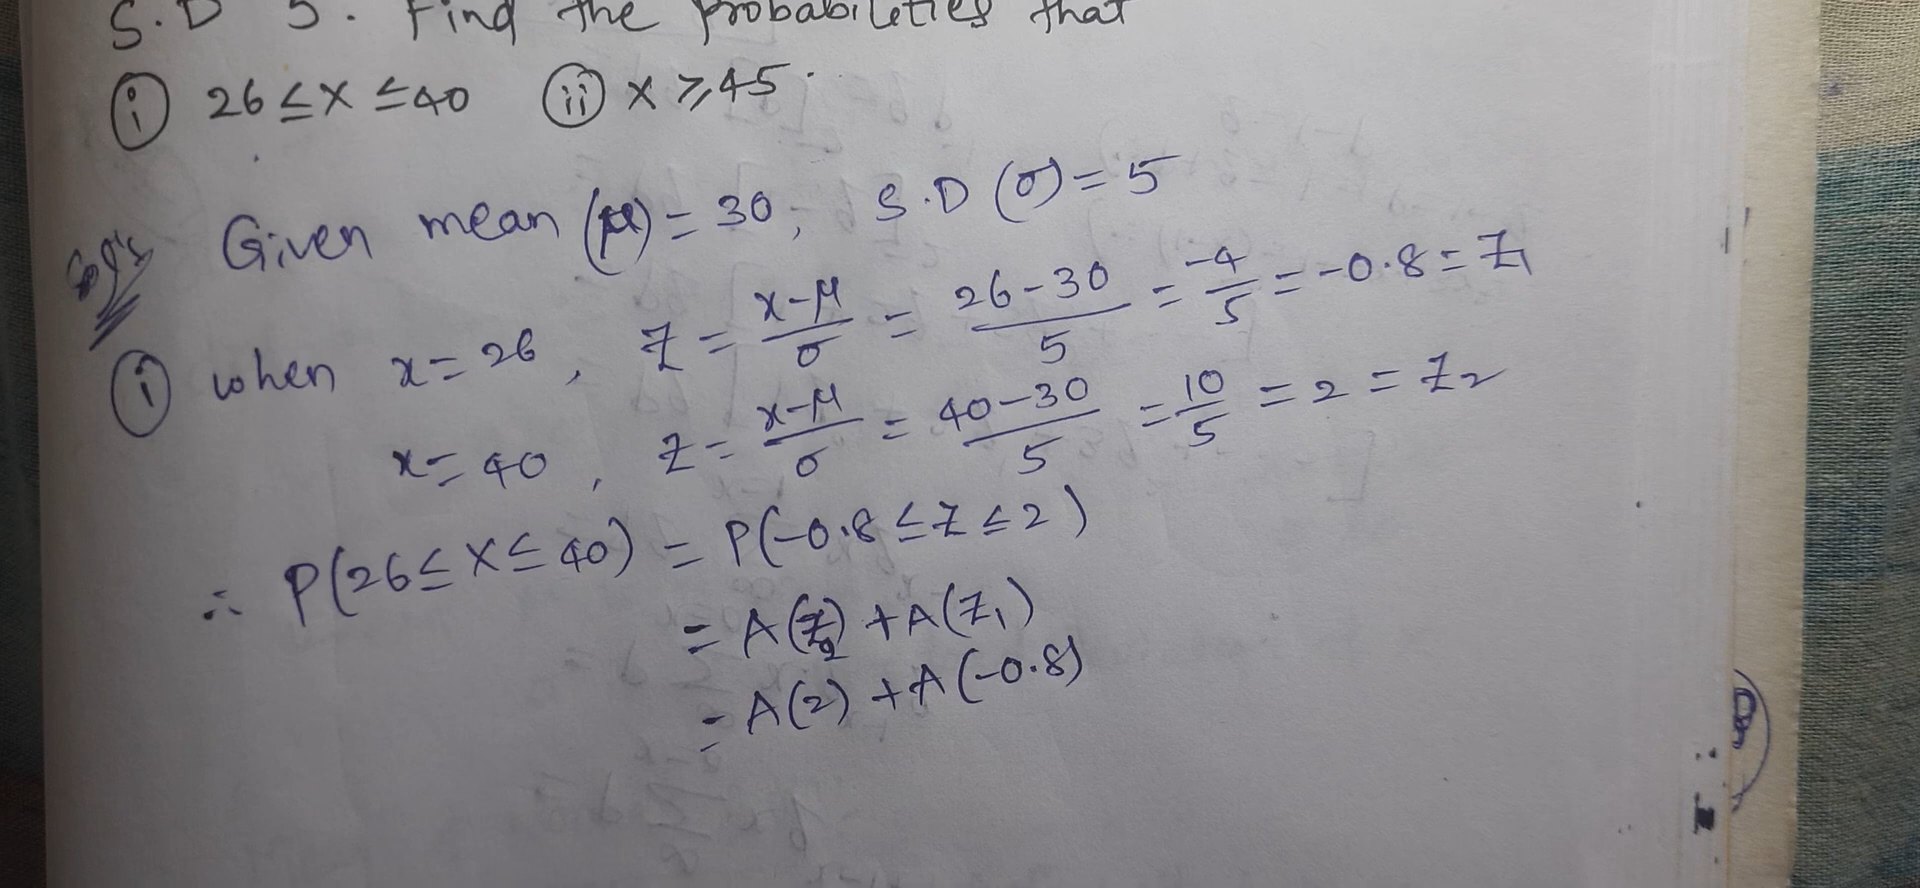 S.D 5. Find the probabilities that
(i) 26 ≤ X ≤ 40 (ii) X ≥ 45.
Sol:
Given mean (μ) = 30, S.D (σ) = 5
(i) when x = 26, Z = (x-μ)/σ = (26-30)/5 = -4/5 = -0.8 = Z1
x = 40, Z = (x-μ)/σ = (40-30)/5 = 10/5 = 2 = Z2
∴ P(26 ≤ X ≤ 40) = P(-0.8 ≤ Z ≤ 2)
= A(Z2) + A(Z1)
= A(2) + A(-0.8)